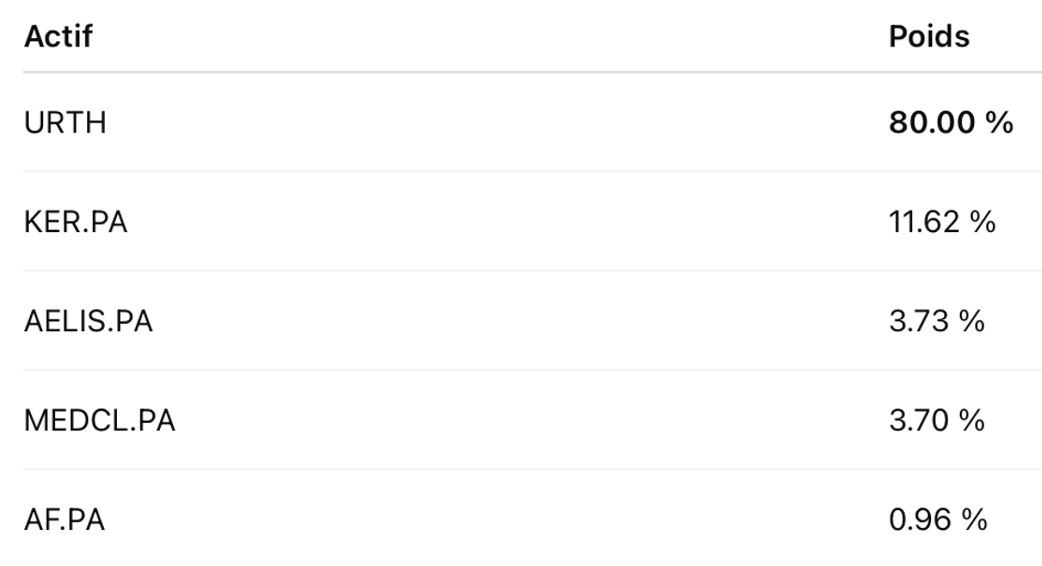 Actif Poids
URTH 80.00 %
KER.PA 11.62 %
AELIS.PA 3.73 %
MEDCL.PA 3.70 %
AF.PA 0.96 %